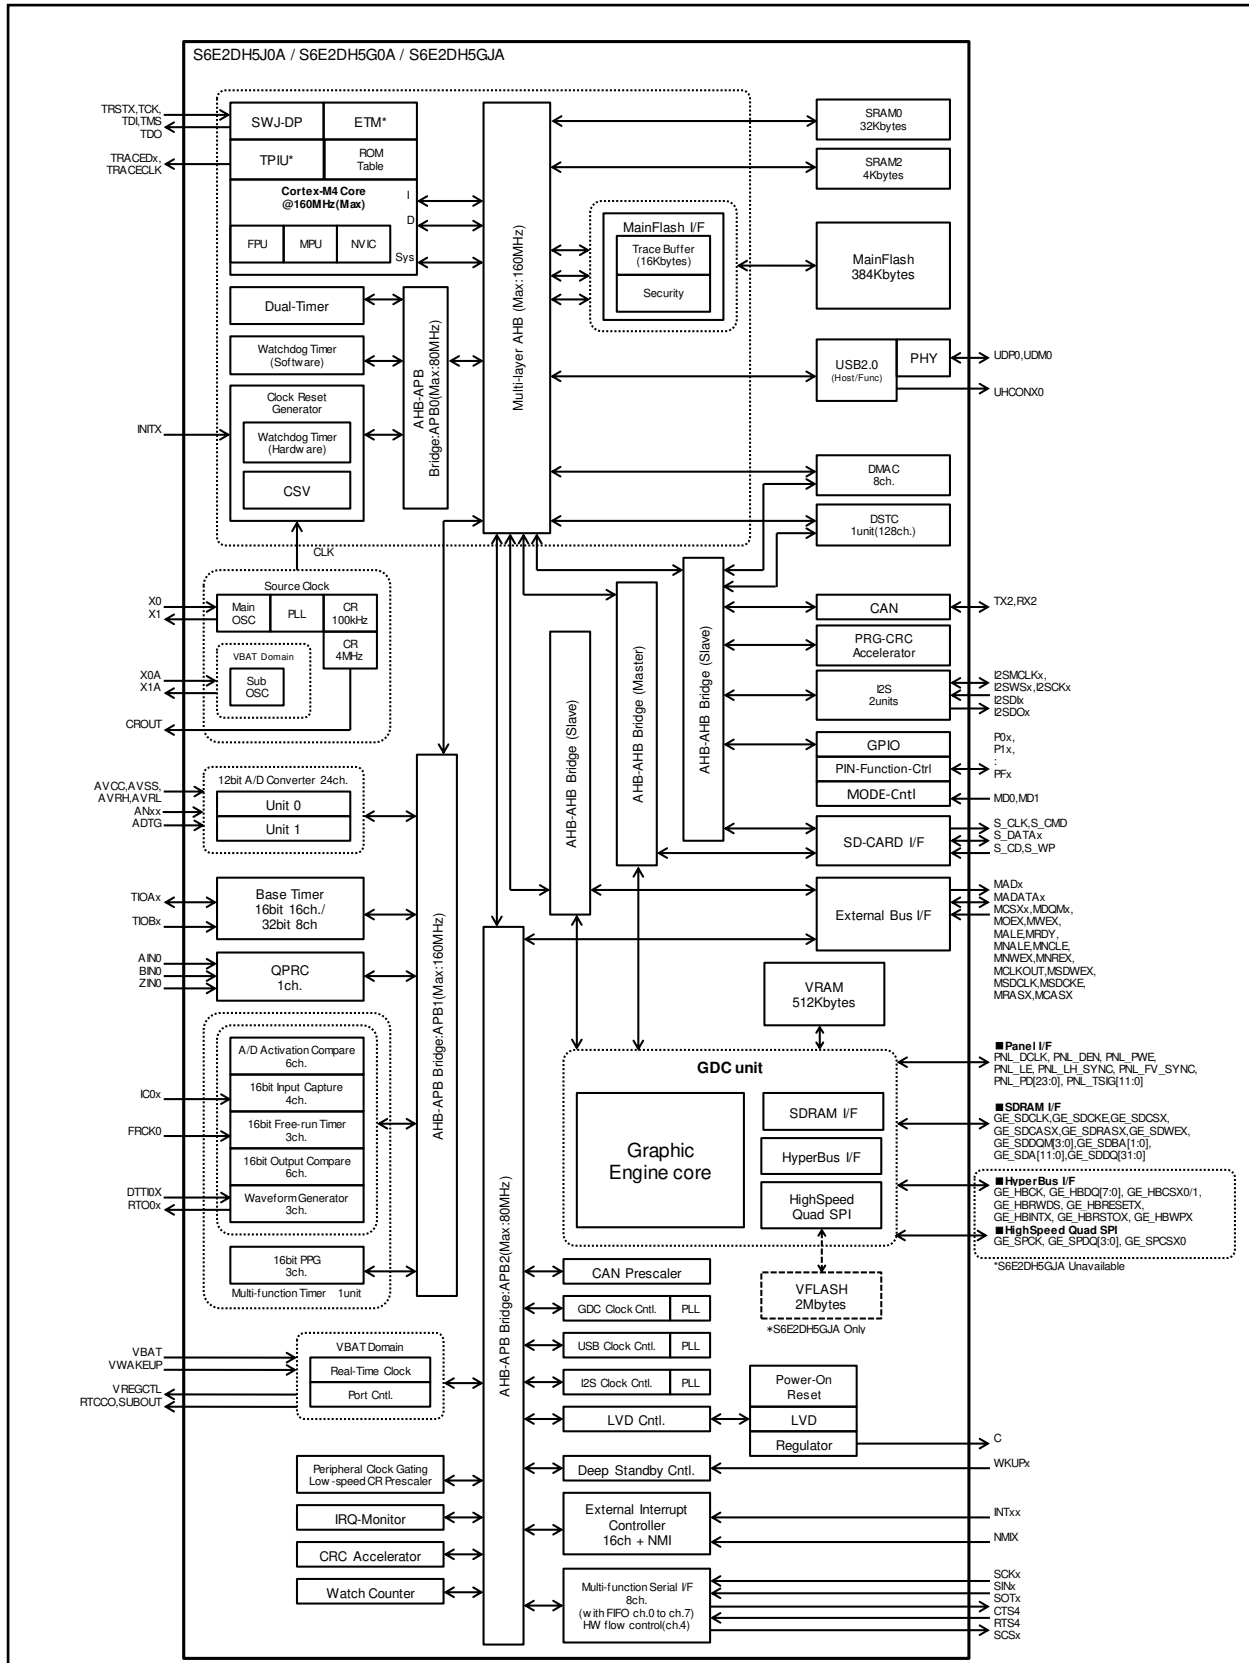 S6E2DH5J0A / S6E2DH5G0A / S6E2DH5GJA
TRSTX,TCK,
TDI,TMS
TDO
TRACEDx,
TRACECLK
SWJ-DP
ETM*
TPIU*
ROM
Table
Cortex-M4 Core
@160MHz(Max)
FPU
MPU
NVIC
I
D
Sys
Dual-Timer
Watchdog Timer
(Software)
Clock Reset
Generator
Watchdog Timer
(Hardware)
CSV
INITX
AHB-APB
Bridge:APB0(Max:80MHz)
Multi-layer AHB (Max:160MHz)
SRAM0
32Kbytes
SRAM2
4Kbytes
MainFlash I/F
Trace Buffer
(16Kbytes)
Security
MainFlash
384Kbytes
USB2.0
(Host/Func)
PHY
UDP0,UDM0
UHCONX0
DMAC
8ch.
DSTC
1unit(128ch.)
CLK
Source Clock
Main
OSC
PLL
CR
100kHz
CR
4MHz
VBAT Domain
Sub
OSC
X0
X1
X0A
X1A
CROUT
AHB-AHB Bridge (Slave)
AHB-AHB Bridge (Master)
AHB-AHB Bridge (Slave)
CAN
TX2,RX2
PRG-CRC
Accelerator
I2S
2units
I2SMCLKx,
I2SWSx,I2SCKx
I2SDIx
I2SDOx
GPIO
PIN-Function-Ctrl
MODE-Cntl
P0x,
P1x,
:
PFx
MD0,MD1
SD-CARD I/F
S_CLK,S_CMD
S_DATAx
S_CD,S_WP
External Bus I/F
MADx
MADATAx
MCSXx,MDQMx,
MOEX,MWEX,
MALE,MRDY,
MNALE,MNCLE,
MNWEX,MNREX,
MCLKOUT,MSDWEX,
MSDCLK,MSDCKE,
MRASX,MCASX
12bit A/D Converter 24ch.
Unit 0
Unit 1
AVCC,AVSS,
AVRH,AVRL
ANxx
ADTG
Base Timer
16bit 16ch./
32bit 8ch
TIOAx
TIOBx
QPRC
1ch.
AIN0
BIN0
ZIN0
A/D Activation Compare
6ch.
16bit Input Capture
4ch.
16bit Free-run Timer
3ch.
16bit Output Compare
6ch.
Waveform Generator
3ch.
16bit PPG
3ch.
Multi-function Timer 1unit
IC0x
FRCK0
DTTI0X
RTO0x
AHB-APB Bridge:APB1(Max:160MHz)
AHB-APB Bridge:APB2(Max:80MHz)
VRAM
512Kbytes
GDC unit
Graphic
Engine core
SDRAM I/F
HyperBus I/F
HighSpeed
Quad SPI
VFLASH
2Mbytes
*S6E2DH5GJA Only
■Panel I/F
PNL_DCLK, PNL_DEN, PNL_PWE,
PNL_LE, PNL_LH_SYNC, PNL_FV_SYNC,
PNL_PD[23:0], PNL_TSIG[11:0]
■SDRAM I/F
GE_SDCLK,GE_SDCKE,GE_SDCSX,
GE_SDCASX,GE_SDRASX,GE_SDWEX,
GE_SDDQM[3:0],GE_SDBA[1:0],
GE_SDA[11:0],GE_SDDQ[31:0]
■HyperBus I/F
GE_HBCK, GE_HBDQ[7:0], GE_HBCSX0/1,
GE_HBRWDS, GE_HBRESETX,
GE_HBINTX, GE_HBRSTOX, GE_HBWPX
■HighSpeed Quad SPI
GE_SPCK, GE_SPDQ[3:0], GE_SPCSX0
*S6E2DH5GJA Unavailable
VBAT
VWAKEUP
VREGCTL
RTCCO,SUBOUT
VBAT Domain
Real-Time Clock
Port Cntl.
CAN Prescaler
GDC Clock Cntl.
PLL
USB Clock Cntl.
PLL
I2S Clock Cntl.
PLL
LVD Cntl.
Power-On
Reset
LVD
Regulator
C
Deep Standby Cntl.
WKUPx
Peripheral Clock Gating
Low-speed CR Prescaler
IRQ-Monitor
CRC Accelerator
Watch Counter
External Interrupt
Controller
16ch + NMI
INTxx
NMIX
Multi-function Serial I/F
8ch.
(with FIFO ch.0 to ch.7)
HW flow control(ch.4)
SCKx
SINx
SOTx
CTS4
RTS4
SCSx